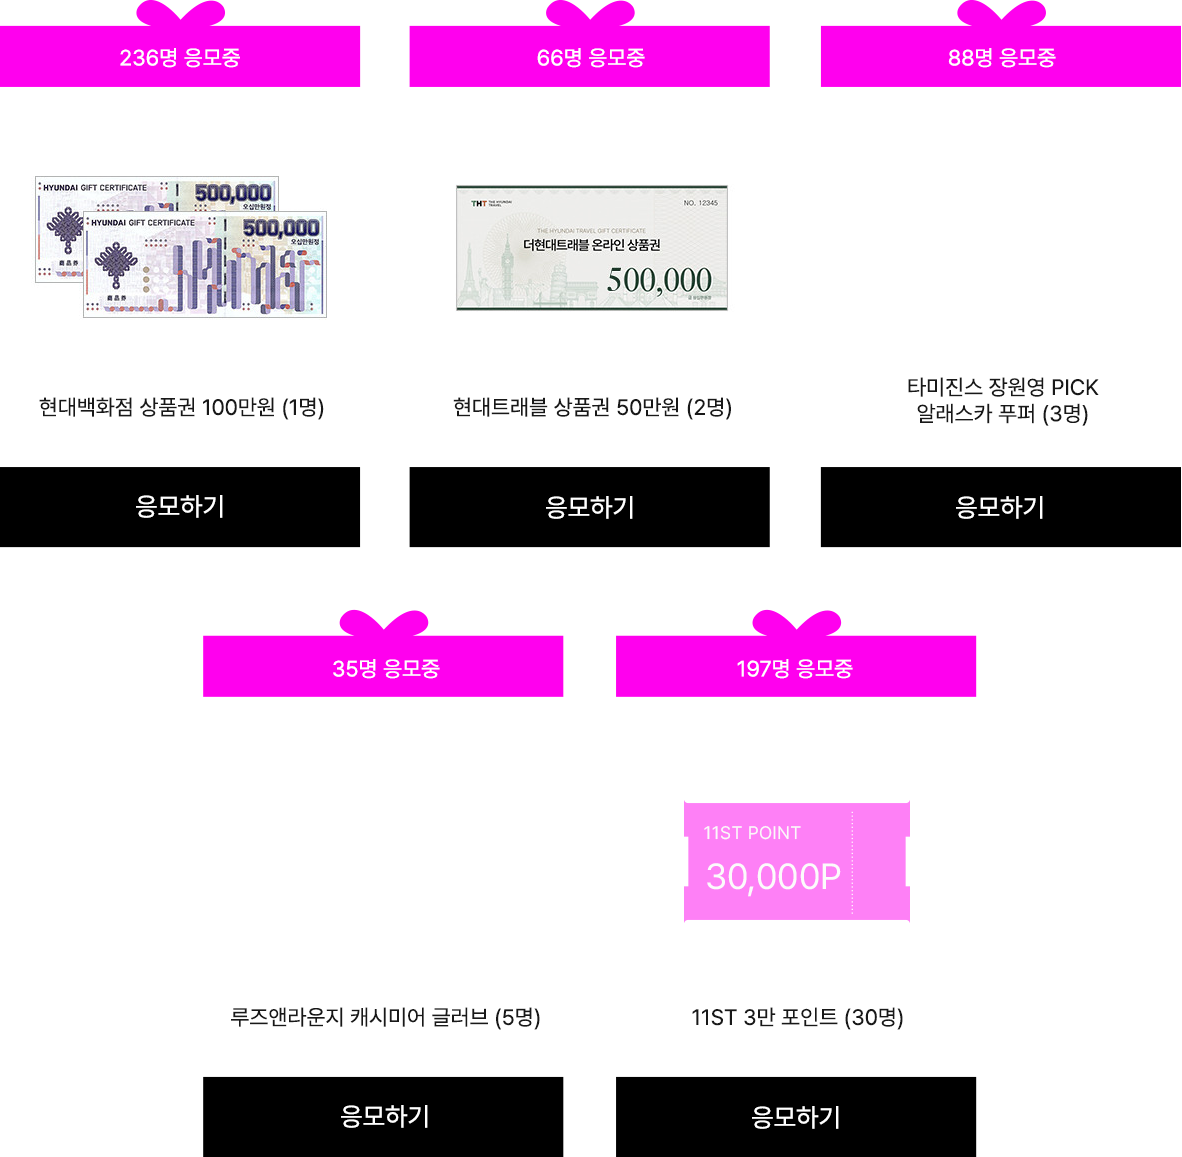 236명 응모중
66명 응모중
88명 응모중
HYUNDAI GIFT CERTIFICATE
500,000
오십만원정
HYUNDAI GIFT CERTIFICATE
500,000
오십만원정
商品券
商品券
THT THE HYUNDAI TRAVEL
NO. 12345
THE HYUNDAI TRAVEL GIFT CERTIFICATE
더현대트래블 온라인 상품권
500,000
현대백화점 상품권 100만원 (1명)
현대트래블 상품권 50만원 (2명)
타미진스 장원영 PICK
알래스카 푸퍼 (3명)
응모하기
응모하기
응모하기
35명 응모중
197명 응모중
11ST POINT
30,000P
루즈앤라운지 캐시미어 글러브 (5명)
11ST 3만 포인트 (30명)
응모하기
응모하기